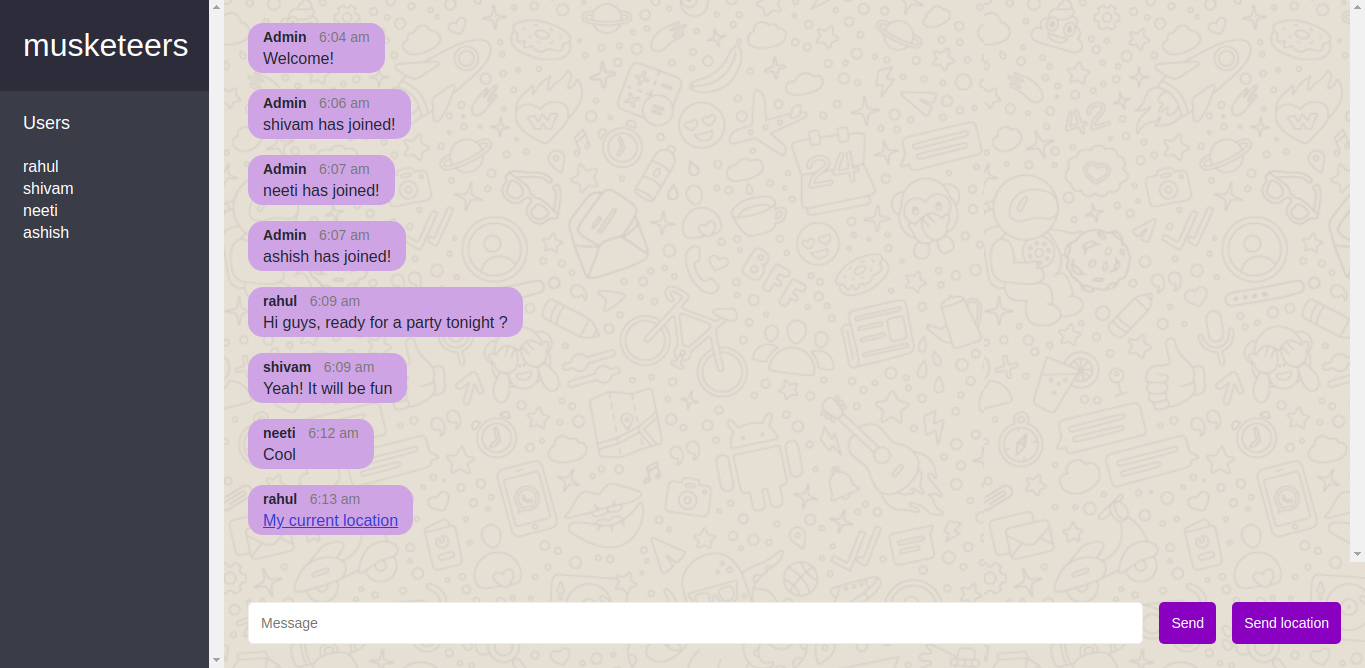 musketeers
Users
rahul
shivam
neeti
ashish
Admin 6:04 am
Welcome!
Admin 6:06 am
shivam has joined!
Admin 6:07 am
neeti has joined!
Admin 6:07 am
ashish has joined!
rahul 6:09 am
Hi guys, ready for a party tonight ?
shivam 6:09 am
Yeah! It will be fun
neeti 6:12 am
Cool
rahul 6:13 am
My current location
Message
Send
Send location
24
42